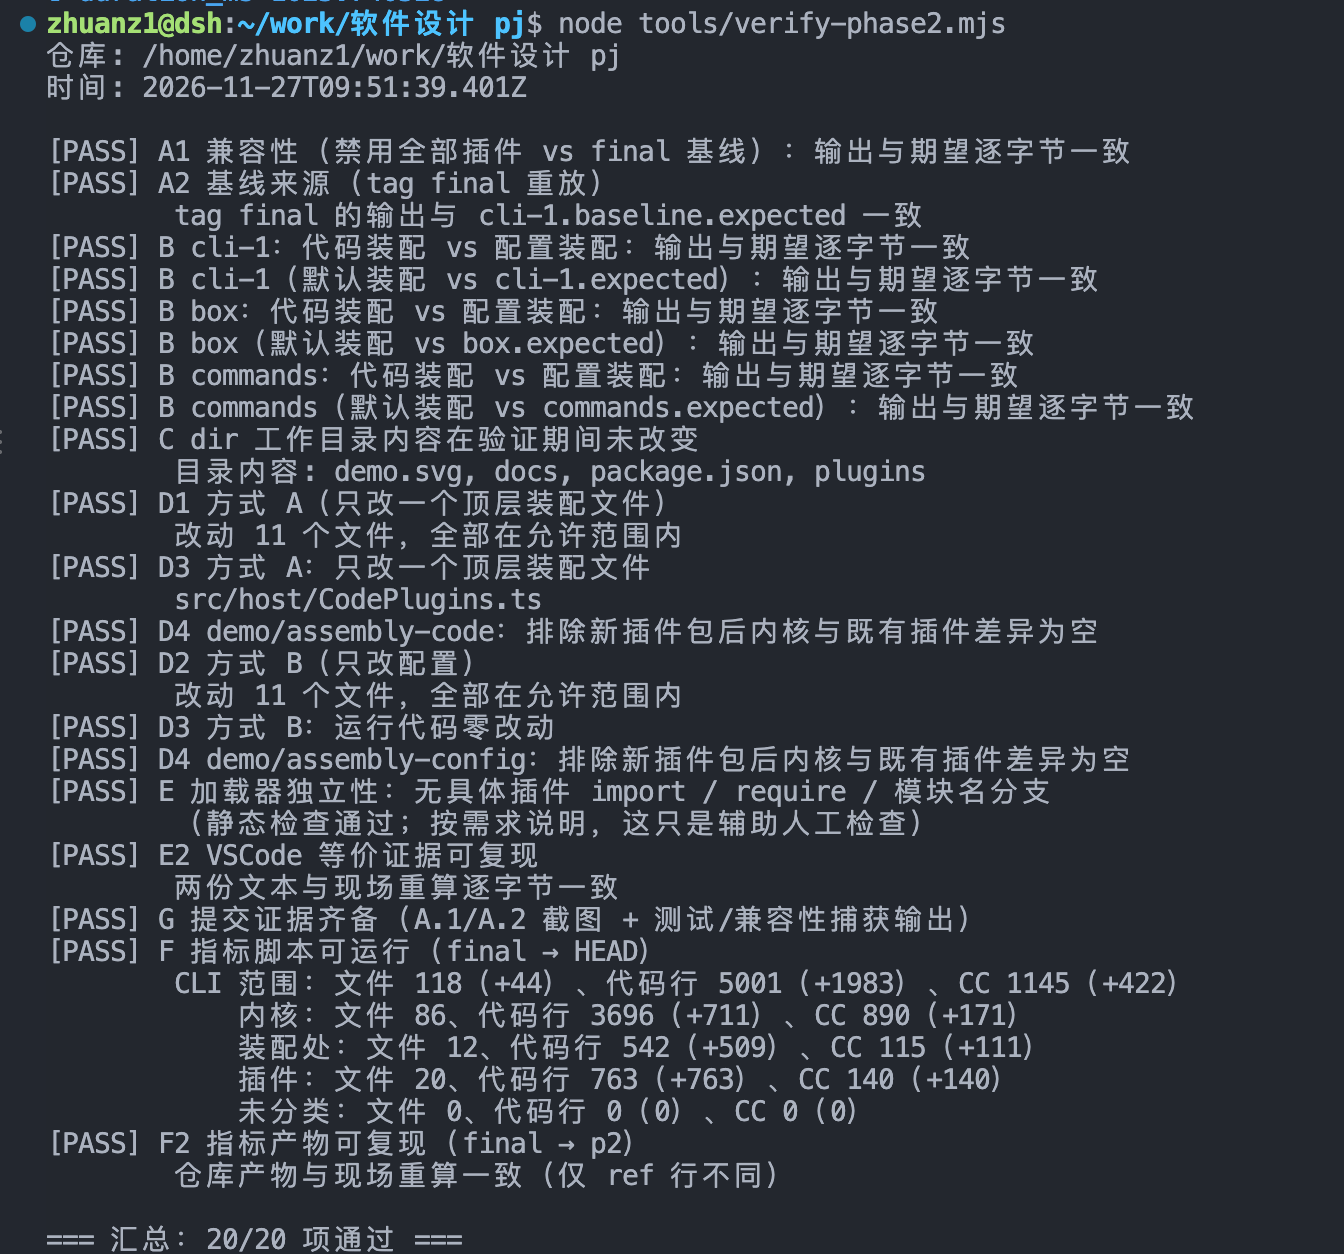 zhuanz1@dsh:~/work/软件设计 pj$ node tools/verify-phase2.mjs
仓库: /home/zhuanz1/work/软件设计 pj
时间: 2026-11-27T09:51:39.401Z
[PASS] A1 兼容性（禁用全部插件 vs final 基线）: 输出与期望逐字节一致
[PASS] A2 基线来源（tag final 重放）
tag final 的输出与 cli-1.baseline.expected 一致
[PASS] B cli-1: 代码装配 vs 配置装配: 输出与期望逐字节一致
[PASS] B cli-1（默认装配 vs cli-1.expected）: 输出与期望逐字节一致
[PASS] B box: 代码装配 vs 配置装配: 输出与期望逐字节一致
[PASS] B box（默认装配 vs box.expected）: 输出与期望逐字节一致
[PASS] B commands: 代码装配 vs 配置装配: 输出与期望逐字节一致
[PASS] B commands（默认装配 vs commands.expected）: 输出与期望逐字节一致
[PASS] C dir 工作目录内容在验证期间未改变
目录内容: demo.svg, docs, package.json, plugins
[PASS] D1 方式 A（只改一个顶层装配文件）
改动 11 个文件, 全部在允许范围内
[PASS] D3 方式 A: 只改一个顶层装配文件
src/host/CodePlugins.ts
[PASS] D4 demo/assembly-code: 排除新插件包后内核与既有插件差异为空
[PASS] D2 方式 B（只改配置）
改动 11 个文件, 全部在允许范围内
[PASS] D3 方式 B: 运行代码零改动
[PASS] D4 demo/assembly-config: 排除新插件包后内核与既有插件差异为空
[PASS] E 加载器独立性: 无具体插件 import / require / 模块名分支
（静态检查通过; 按需求说明, 这只是辅助人工检查）
[PASS] E2 VSCode 等价证据可复现
两份文本与现场重算逐字节一致
[PASS] G 提交证据齐备（A.1/A.2 截图 + 测试/兼容性捕获输出）
[PASS] F 指标脚本可运行（final → HEAD）
CLI 范围: 文件 118（+44）、代码行 5001（+1983）、CC 1145（+422）
内核: 文件 86、代码行 3696（+711）、CC 890（+171）
装配处: 文件 12、代码行 542（+509）、CC 115（+111）
插件: 文件 20、代码行 763（+763）、CC 140（+140）
未分类: 文件 0、代码行 0（0）、CC 0（0）
[PASS] F2 指标产物可复现（final → p2）
仓库产物与现场重算一致（仅 ref 行不同）
=== 汇总: 20/20 项通过 ===